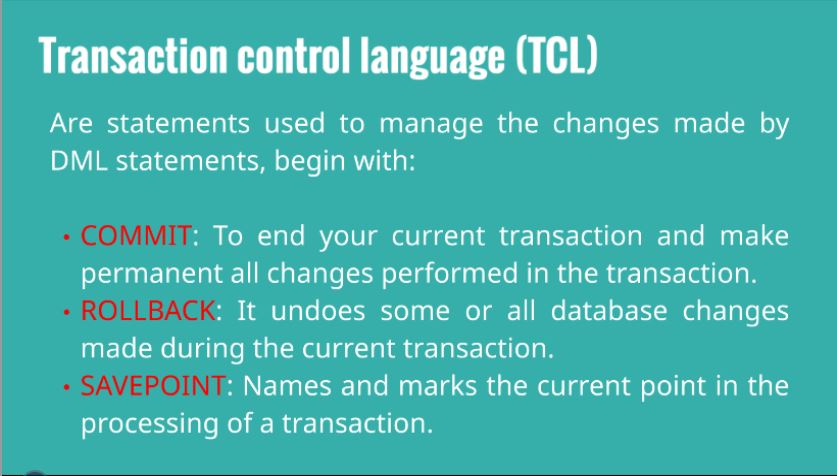 Transaction control language (TCL)
Are statements used to manage the changes made by
DML statements, begin with:
• COMMIT: To end your current transaction and make
permanent all changes performed in the transaction.
• ROLLBACK: It undoes some or all database changes
made during the current transaction.
• SAVEPOINT: Names and marks the current point in the
processing of a transaction.